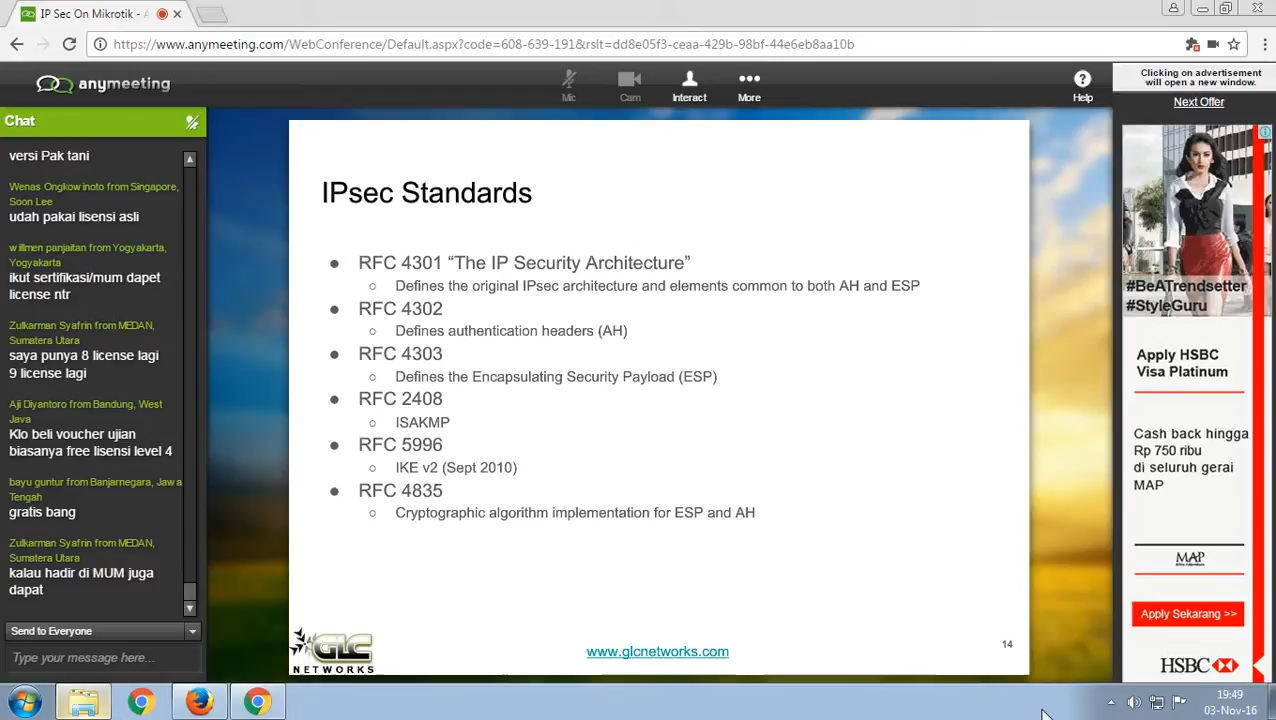 IP Sec On Mikrotik - A
https://www.anymeeting.com/WebConference/Default.aspx?code=608-639-191&rslt=dd8e05f3-ceaa-429b-98bf-44e6eb8aa10b
anymeeting
Mic
Cam
Interact
More
Help
Clicking on advertisement
will open a new window.
Next Offer
Chat
versi Pak tani
Wenas Ongkowinoto from Singapore,
Soon Lee
udah pakai lisensi asli
willmen panjaitan from Yogyakarta,
Yogyakarta
ikut sertifikasi/mum dapat
license ntr
Zulkarman Syafrin from MEDAN,
Sumatera Utara
saya punya 8 license lagi
9 license lagi
Aji Diyantoro from Bandung, West
Java
Klo beli voucher ujian
biasanya free lisensi level 4
bayu guntur from Banjarnegara, Jawa
Tengah
gratis bang
Zulkarman Syafrin from MEDAN,
Sumatera Utara
kalau hadir di MUM juga
dapat
Send to Everyone
Type your message here...
IPsec Standards
● RFC 4301 “The IP Security Architecture”
○ Defines the original IPsec architecture and elements common to both AH and ESP
● RFC 4302
○ Defines authentication headers (AH)
● RFC 4303
○ Defines the Encapsulating Security Payload (ESP)
● RFC 2408
○ ISAKMP
● RFC 5996
○ IKE v2 (Sept 2010)
● RFC 4835
○ Cryptographic algorithm implementation for ESP and AH
GLC
NETWORKS
www.glcnetworks.com
14
#BeATrendsetter
#StyleGuru
Apply HSBC
Visa Platinum
Cash back hingga
Rp 750 ribu
di seluruh gerai
MAP
MAP
Apply Sekarang >>
HSBC
19:49
03-Nov-16